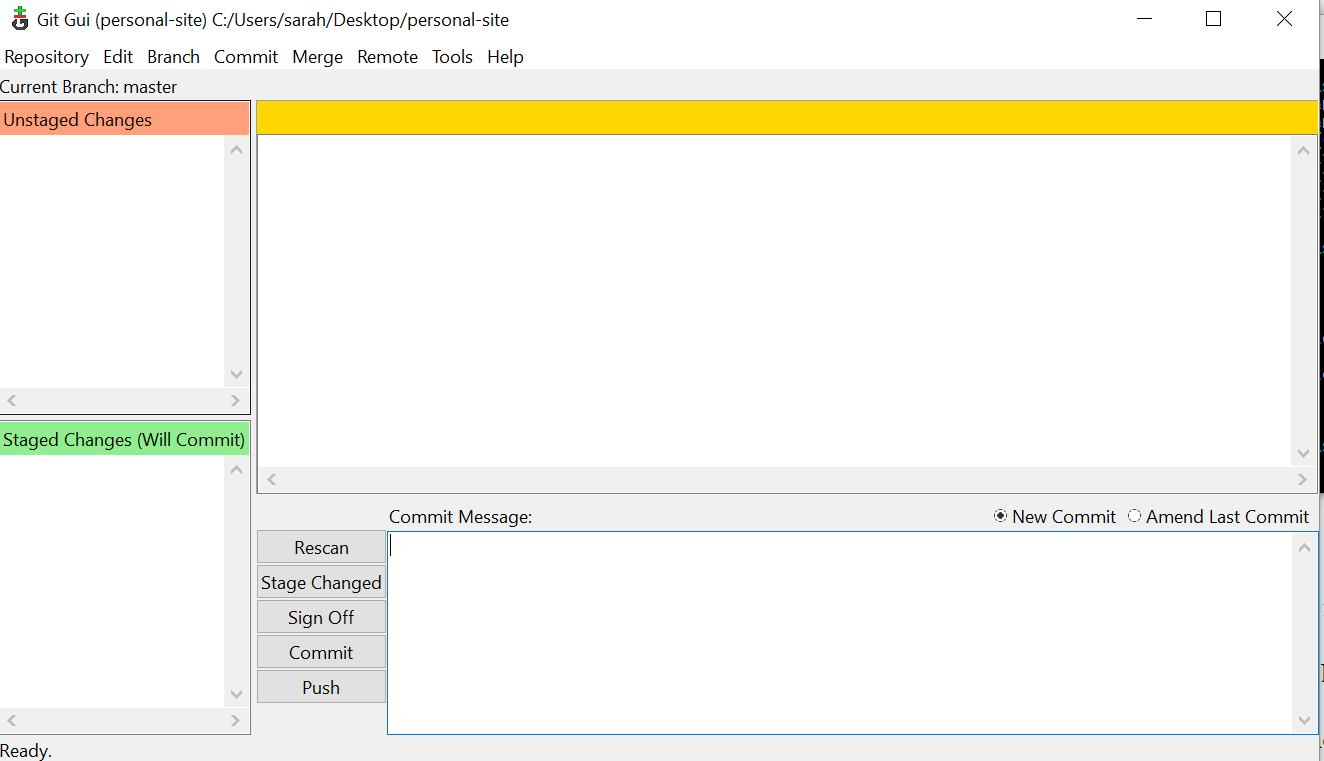 Git Gui (personal-site) C:/Users/sarah/Desktop/personal-site
Repository Edit Branch Commit Merge Remote Tools Help
Current Branch: master
Unstaged Changes
Staged Changes (Will Commit)
Commit Message:
New Commit Amend Last Commit
Rescan
Stage Changed
Sign Off
Commit
Push
Ready.